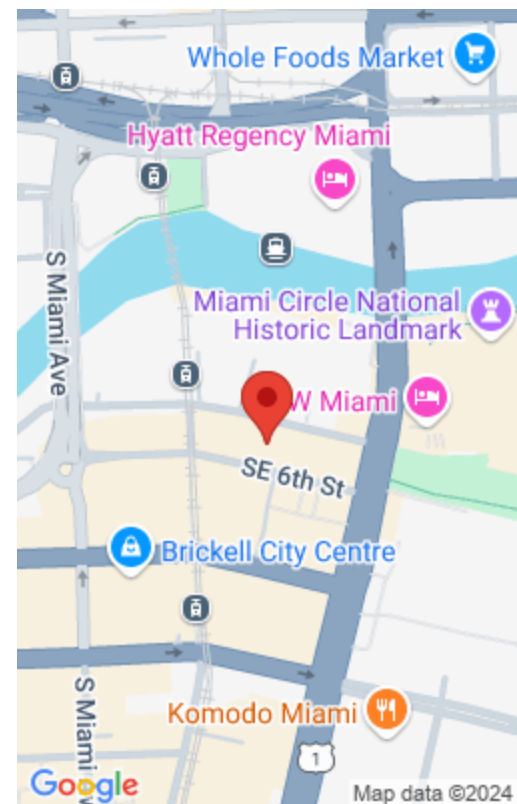 Whole Foods Market
Hyatt Regency Miami
S Miami Ave
Miami Circle National
Historic Landmark
W Miami
SE 6th St
Brickell City Centre
S Miami
Komodo Miami
1
Google
Map data ©2024